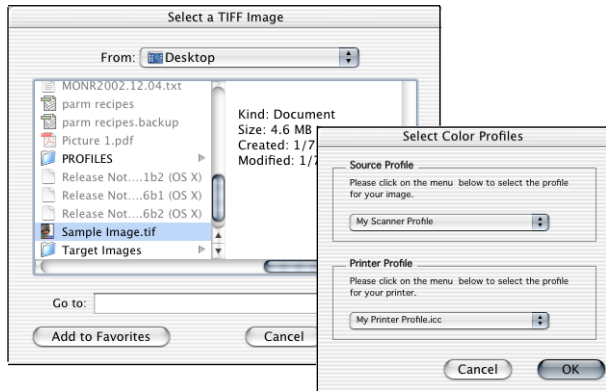 Select a TIFF Image
From: Desktop
MONR2002.12.04.txt
parm recipes
parm recipes.backup
Picture 1.pdf
PROFILES
Release Not....1b2 (OS X)
Release Not....6b1 (OS X)
Release Not....6b2 (OS X)
Sample Image.tif
Target Images
Kind: Document
Size: 4.6 MB
Created: 1/7
Modified: 1/7
Go to:
Add to Favorites
Cancel
Select Color Profiles
Source Profile
Please click on the menu below to select the profile
for your image.
My Scanner Profile
Printer Profile
Please click on the menu below to select the profile
for your printer.
My Printer Profile.icc
Cancel
OK